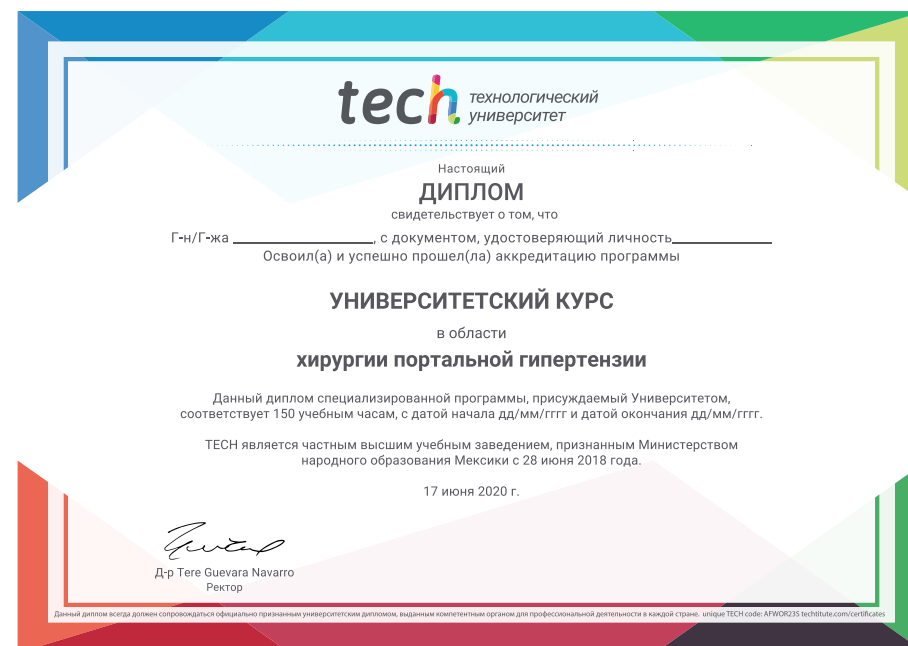 tech технологический
университет
Настоящий
ДИПЛОМ
свидетельствует о том, что
Г-н/Г-жа ____________________, с документом, удостоверяющий личность______________
Освоил(а) и успешно прошел(ла) аккредитацию программы
УНИВЕРСИТЕТСКИЙ КУРС
в области
хирургии портальной гипертензии
Данный диплом специализированной программы, присуждаемый Университетом,
соответствует 150 учебным часам, с датой начала дд/мм/гггг и датой окончания дд/мм/гггг.
TECH является частным высшим учебным заведением, признанным Министерством
народного образования Мексики с 28 июня 2018 года.
17 июня 2020 г.
Д-р Tere Guevara Navarro
Ректор
Данный диплом всегда должен сопровождаться официально признанным университетским дипломом, выданным компетентным органом для профессиональной деятельности в каждой стране. unique TECH code: AFWOR23S techtitute.com/certificates